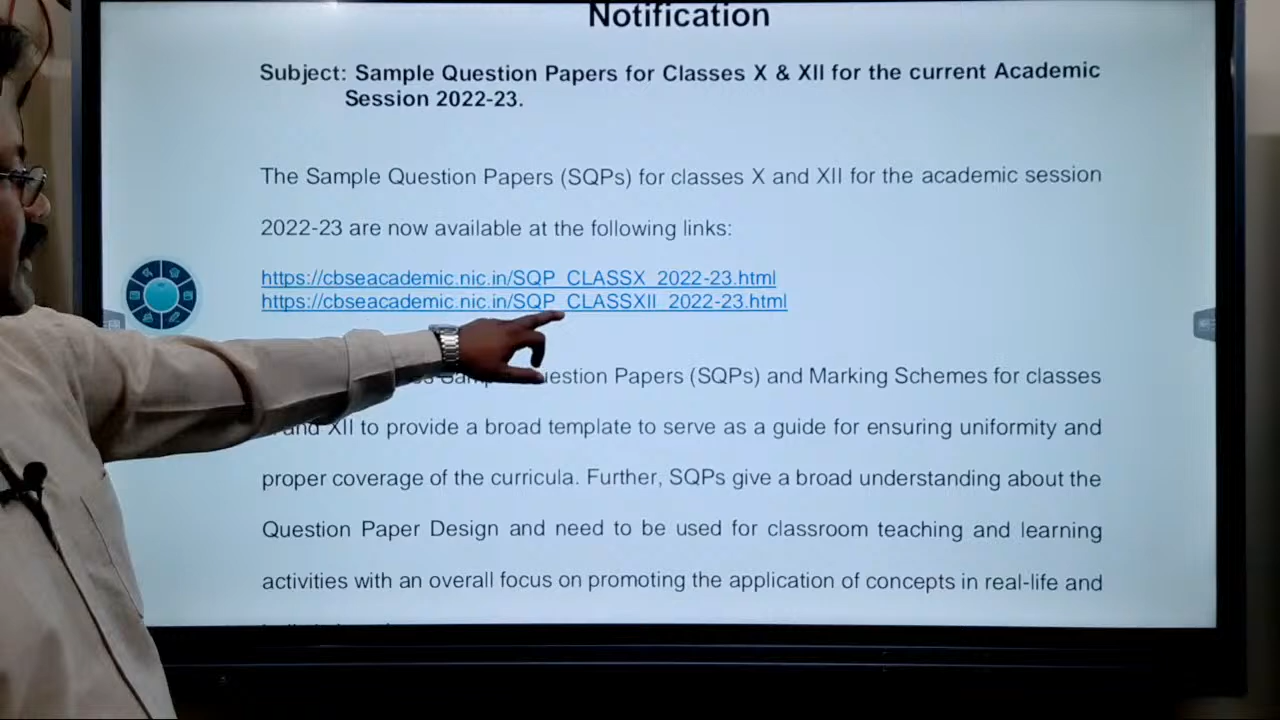 Notification
Subject: Sample Question Papers for Classes X & XII for the current Academic
Session 2022-23.
The Sample Question Papers (SQPs) for classes X and XII for the academic session
2022-23 are now available at the following links:
https://cbseacademic.nic.in/SQP_CLASSX_2022-23.html
https://cbseacademic.nic.in/SQP_CLASSXII_2022-23.html
Papers (SQPs) and Marking Schemes for classes
and XII to provide a broad template to serve as a guide for ensuring uniformity and
proper coverage of the curricula. Further, SQPs give a broad understanding about the
Question Paper Design and need to be used for classroom teaching and learning
activities with an overall focus on promoting the application of concepts in real-life and